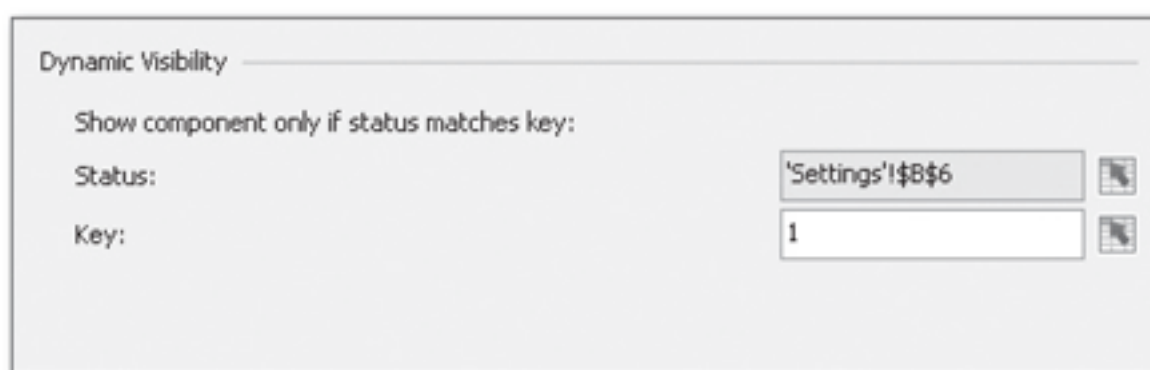 Dynamic Visibility
Show component only if status matches key:
Status: 'Settings'!$B$6
Key: 1